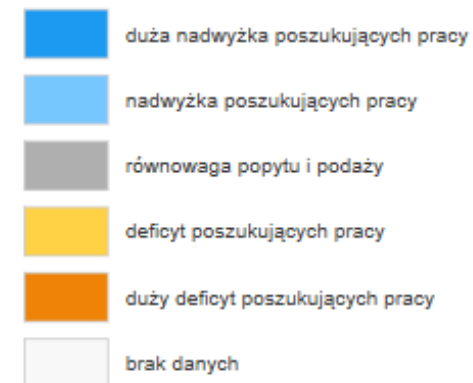 duża nadwyżka poszukujących pracy
nadwyżka poszukujących pracy
równowaga popytu i podaży
deficyt poszukujących pracy
duży deficyt poszukujących pracy
brak danych